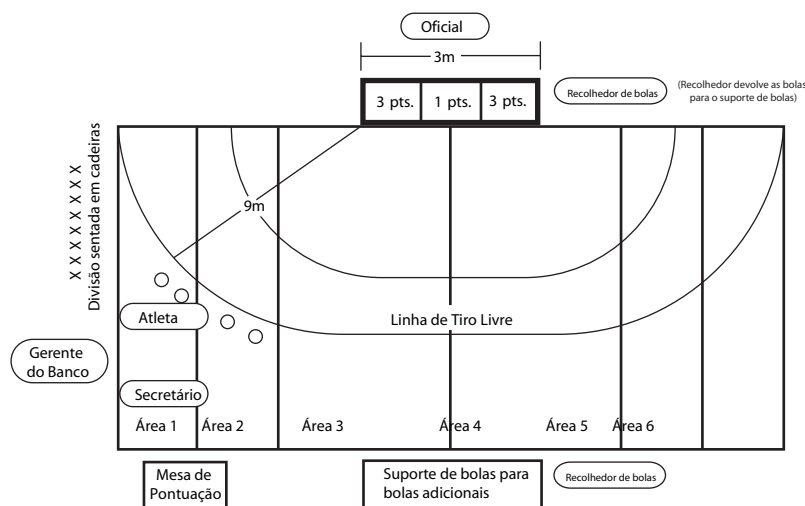 Oficial
3m
3 pts. 1 pts. 3 pts.
Recolhedor de bolas
(Recolhedor devolve as bolas
para o suporte de bolas)
X X X X X X X X
Divisão sentada em cadeiras
9m
Atleta
Linha de Tiro Livre
Gerente
do Banco
Secretário
Área 1 Área 2 Área 3 Área 4 Área 5 Área 6
Mesa de
Pontuação
Suporte de bolas para
bolas adicionais
Recolhedor de bolas